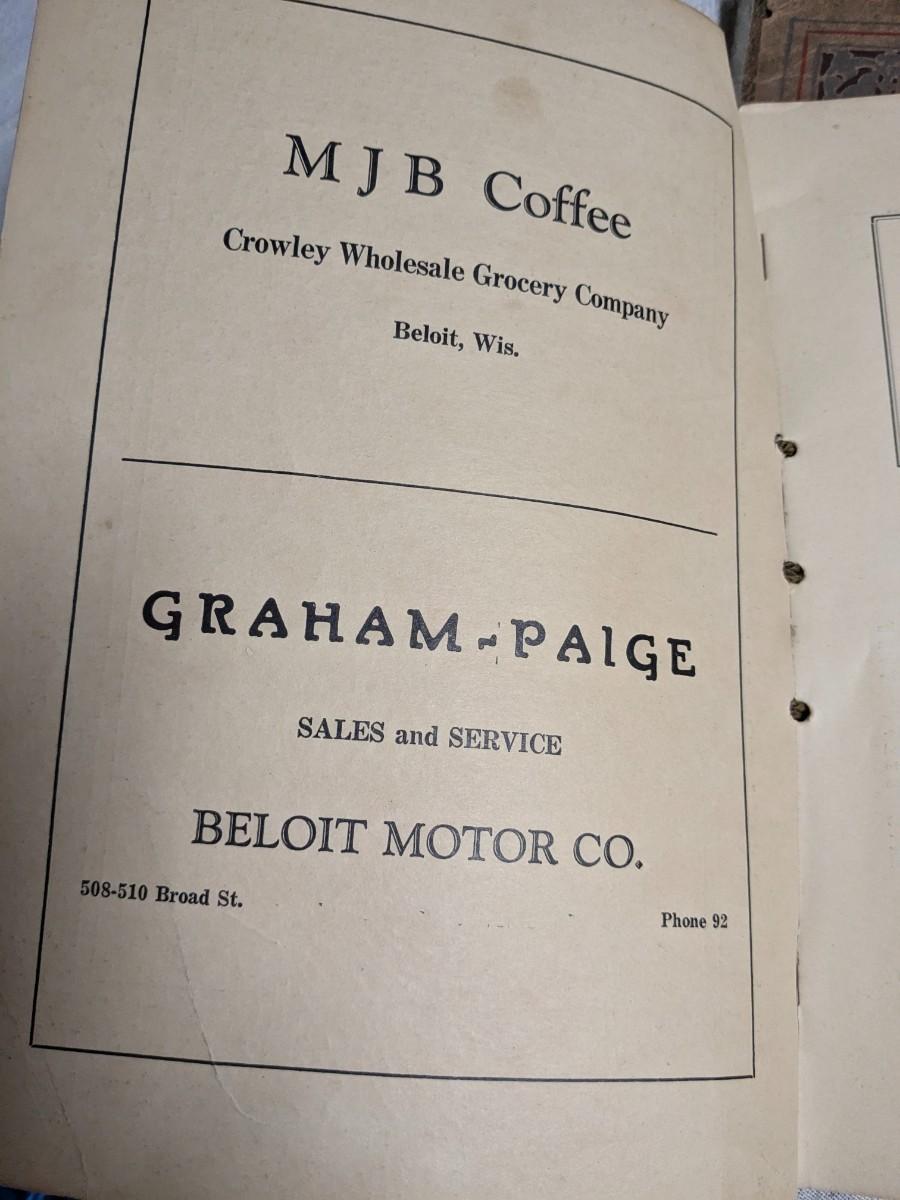 M J B Coffee
Crowley Wholesale Grocery Company
Beloit, Wis.
GRAHAM-PAIGE
SALES and SERVICE
BELOIT MOTOR CO.
508-510 Broad St.
Phone 92